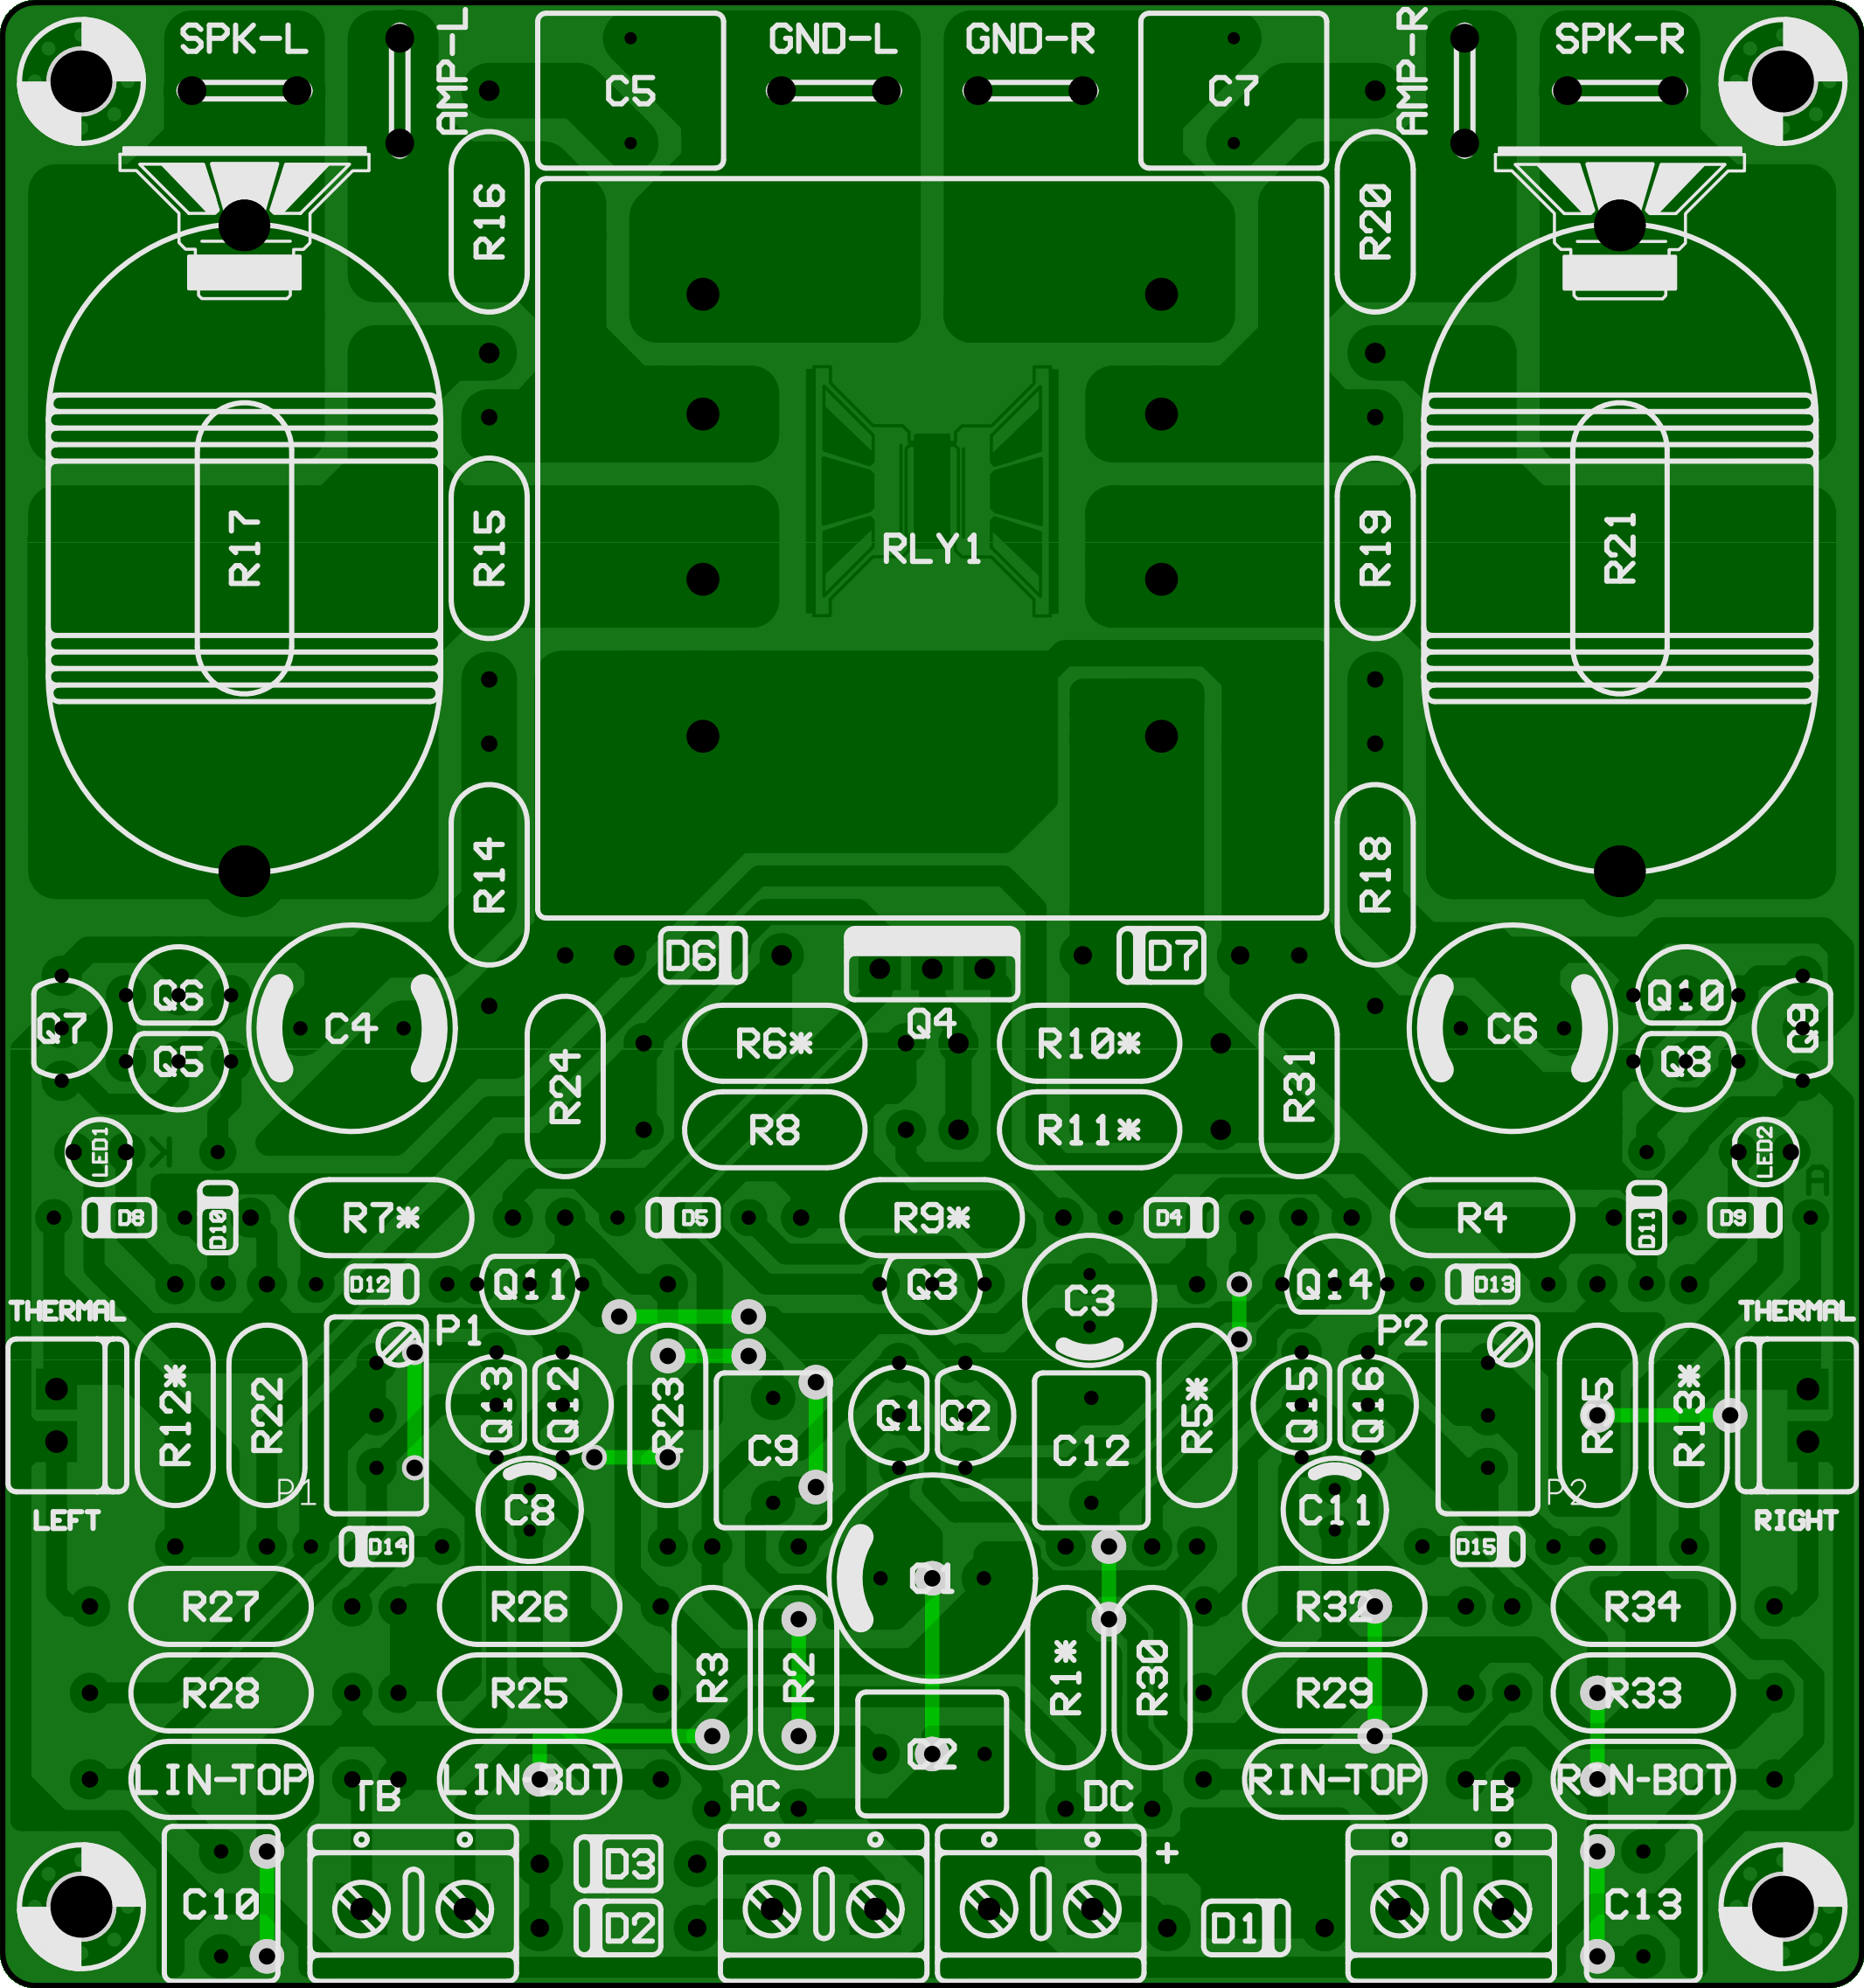 SPK-L
AMP-L
C5
GND-L
GND-R
C7
AMP-R
SPK-R
R16
R20
R17
R15
RLY1
R19
R21
R14
R18
D6
D7
Q6
Q10
Q7
C4
Q4
C6
Q9
Q5
R6*
R10*
Q8
R24
R31
R8
R11*
LED1
K
LED2
A
D8
D10
R7*
D5
R9*
D4
R4
D11
D9
D12
Q11
Q3
C3
Q14
D13
THERMAL
P1
P2
THERMAL
R12*
R22
Q13
Q12
R23
Q1
Q2
R5*
Q15
Q16
R35
R13*
C9
C12
P1
P2
LEFT
C8
C11
RIGHT
D14
D15
R27
R26
R32
R34
R3
R2
R1*
R30
R28
R25
R29
R33
C2
LIN-TOP
LIN-BOT
RIN-TOP
TB
AC
DC
TB
+
D3
C10
D2
D1
C13